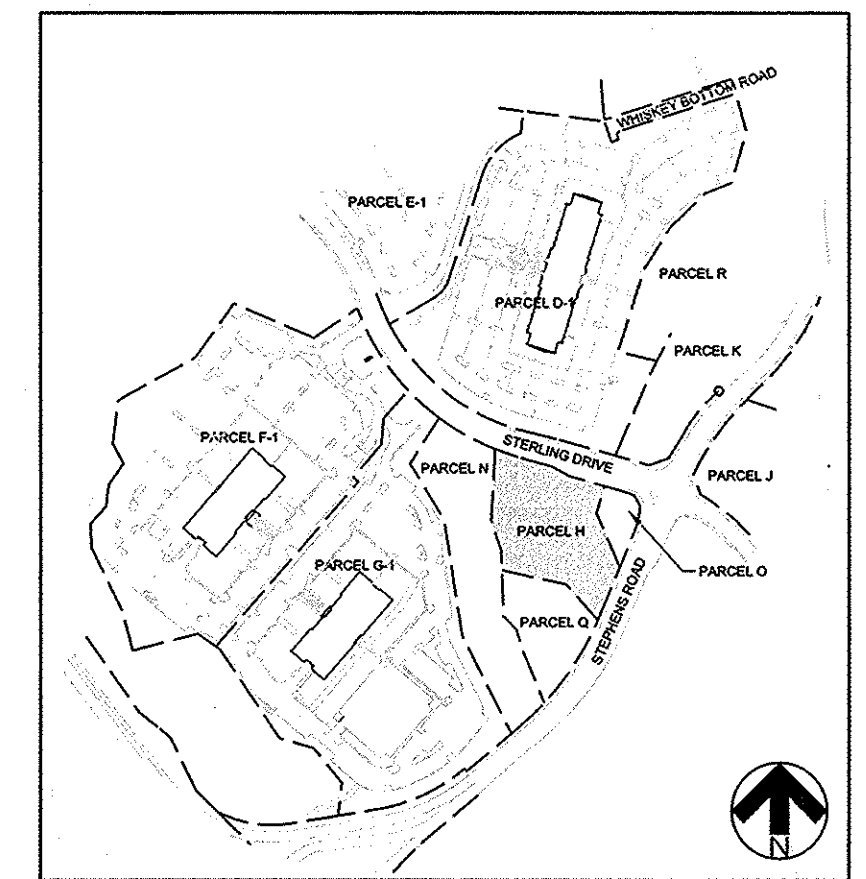 WHISKEY BOTTOM ROAD
PARCEL E-1
PARCEL R
PARCEL D-1
PARCEL K
PARCEL F-1
STERLING DRIVE
PARCEL N
PARCEL J
PARCEL H
PARCEL G-1
PARCEL O
PARCEL Q
STEPHENS ROAD
N